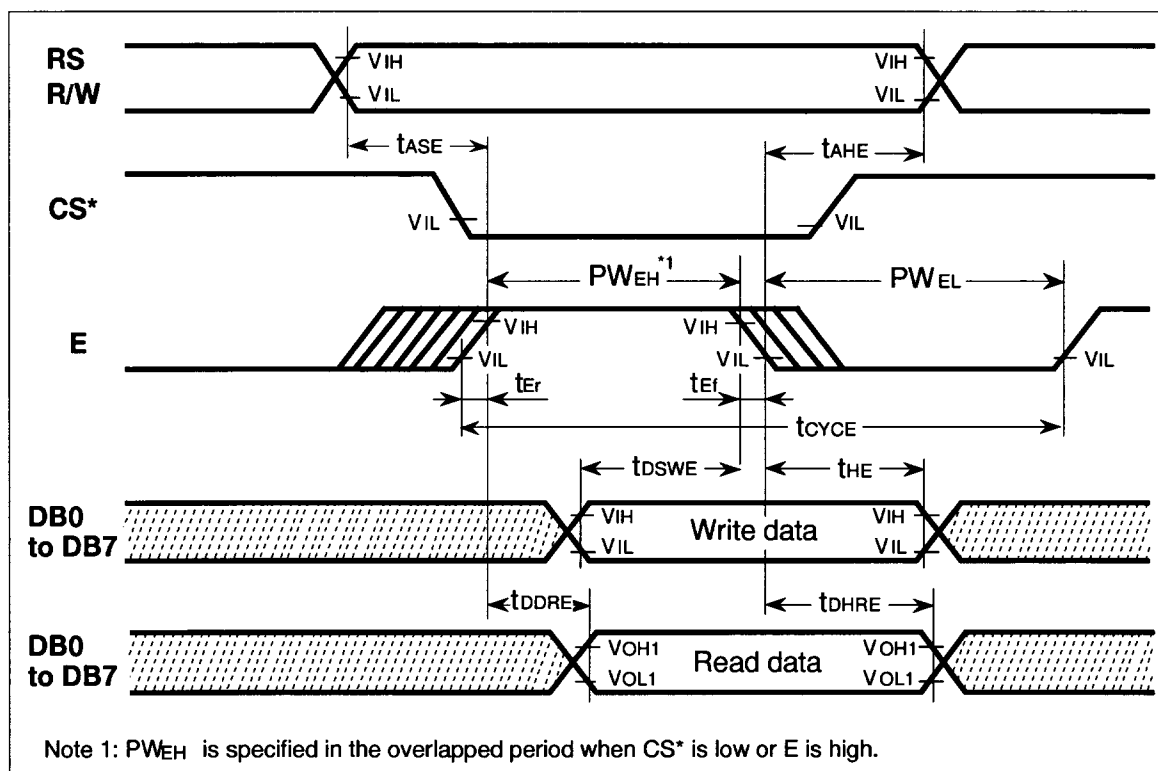 RS
R/W
VIH
VIL
VIH
VIL
tASE
tAHE
CS*
VIL
VIL
PWEH*1
PWEL
E
VIH
VIL
VIH
VIL
VIL
tEr
tEf
tCYCE
tDSWE
tHE
DB0
to DB7
VIH
VIL
Write data
VIH
VIL
tDDRE
tDHRE
DB0
to DB7
VOH1
VOL1
Read data
VOH1
VOL1
Note 1: PWEH is specified in the overlapped period when CS* is low or E is high.